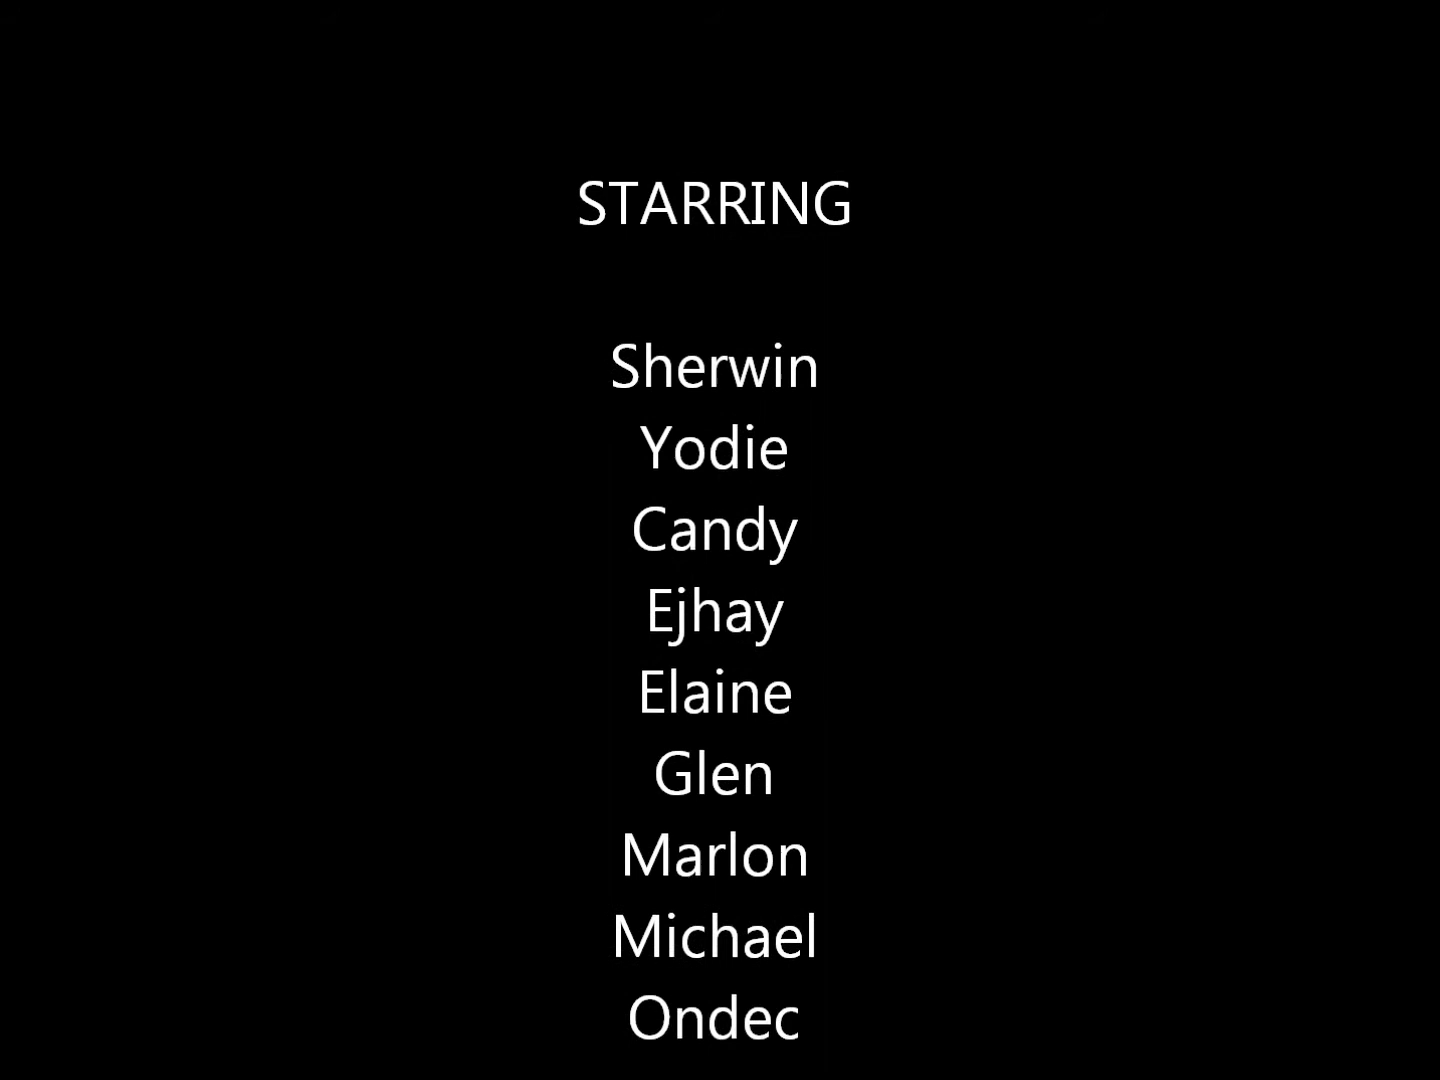 STARRING
Sherwin
Yodie
Candy
Ejhay
Elaine
Glen
Marlon
Michael
Ondec